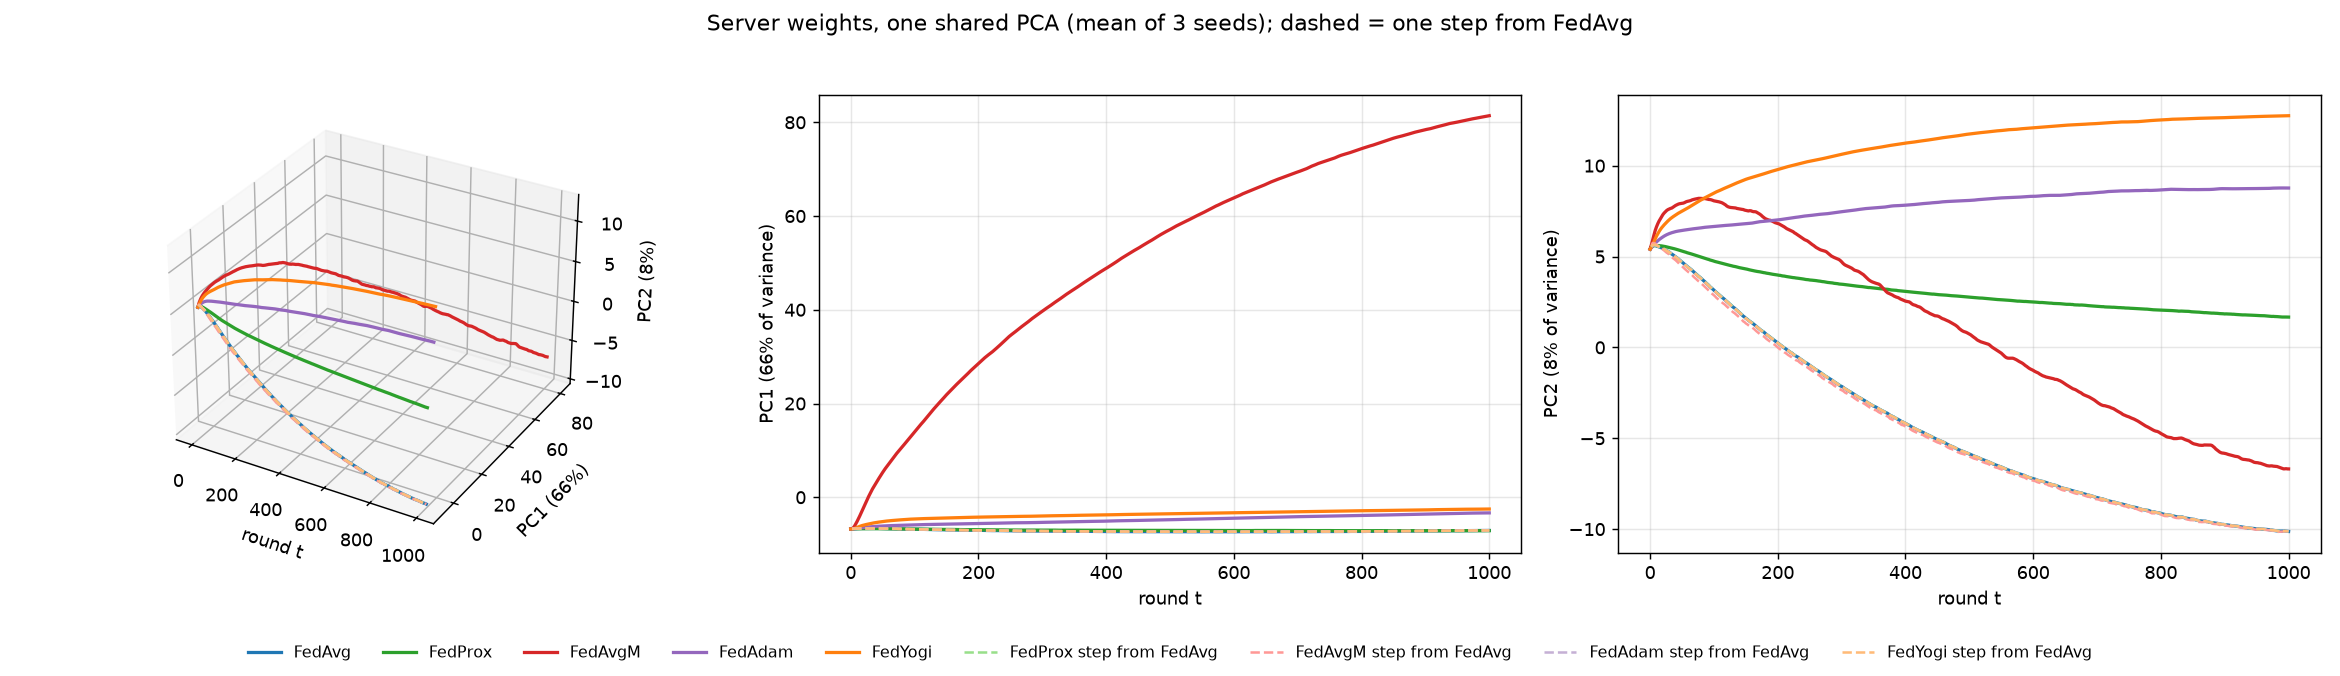 Server weights, one shared PCA (mean of 3 seeds); dashed = one step from FedAvg
10
5
0
−5
−10
PC2 (8%)
0
200
400
600
800
1000
round t
0
20
40
60
80
PC1 (66%)
80
60
40
20
0
PC1 (66% of variance)
0 200 400 600 800 1000
round t
10
5
0
−5
−10
PC2 (8% of variance)
0 200 400 600 800 1000
round t
FedAvg FedProx FedAvgM FedAdam FedYogi FedProx step from FedAvg FedAvgM step from FedAvg FedAdam step from FedAvg FedYogi step from FedAvg